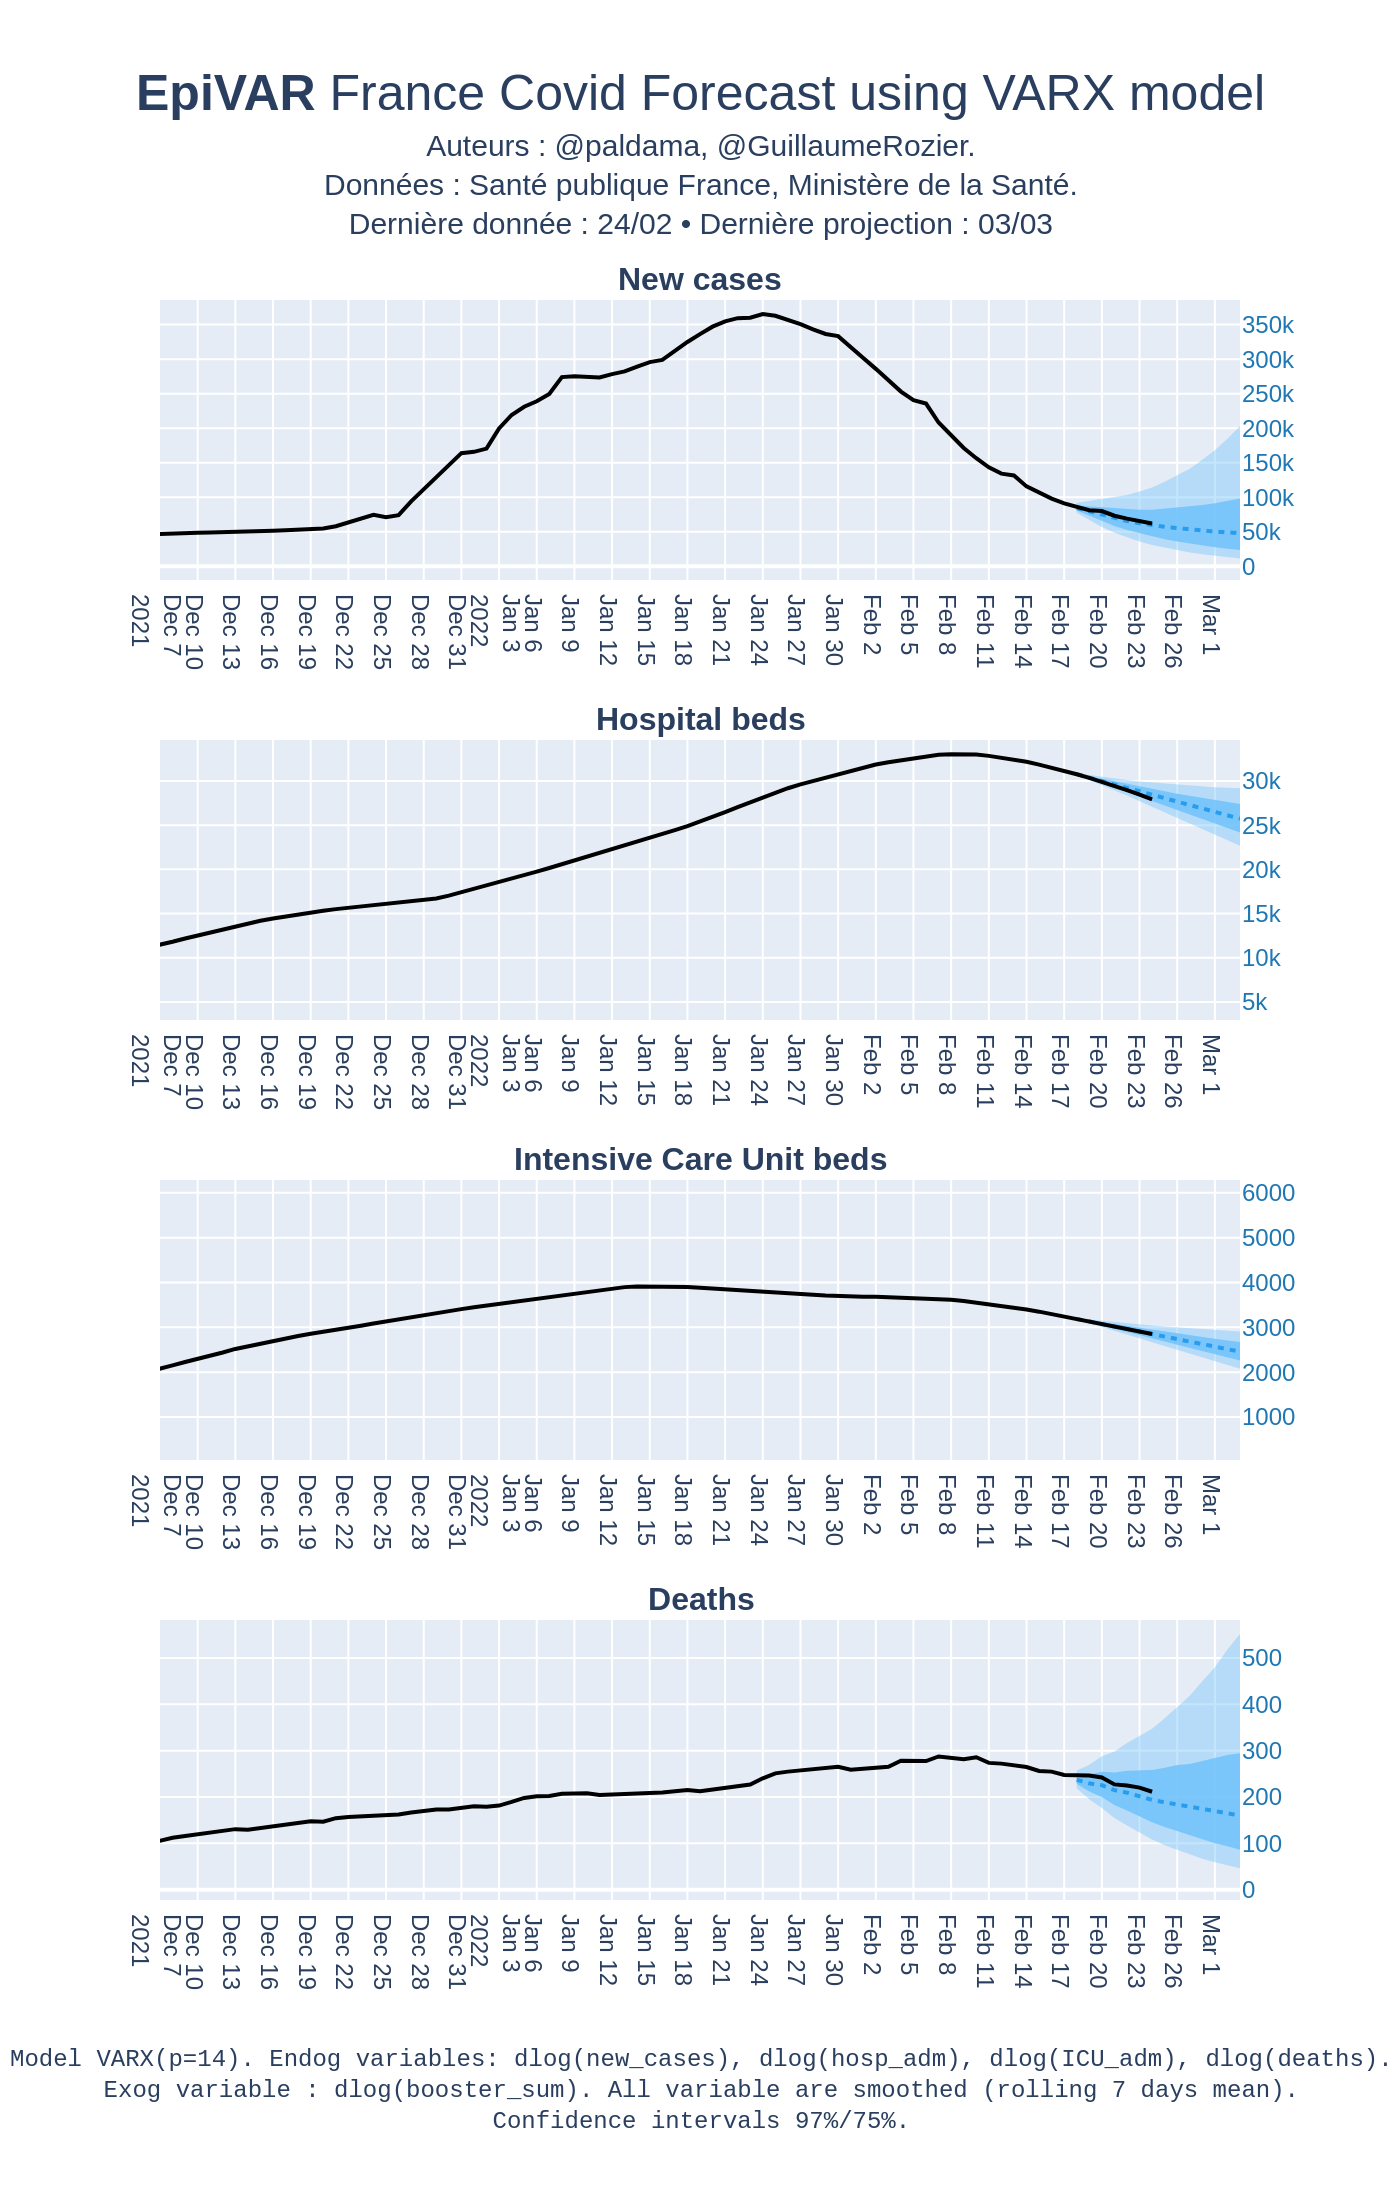 EpiVAR France Covid Forecast using VARX model
Auteurs : @paldama, @GuillaumeRozier.
Données : Santé publique France, Ministère de la Santé.
Dernière donnée : 24/02 • Dernière projection : 03/03
New cases
350k
300k
250k
200k
150k
100k
50k
0
2021 Dec 7 Dec 10 Dec 13 Dec 16 Dec 19 Dec 22 Dec 25 Dec 28 Dec 31 2022 Jan 3 Jan 6 Jan 9 Jan 12 Jan 15 Jan 18 Jan 21 Jan 24 Jan 27 Jan 30 Feb 2 Feb 5 Feb 8 Feb 11 Feb 14 Feb 17 Feb 20 Feb 23 Feb 26 Mar 1
Hospital beds
30k
25k
20k
15k
10k
5k
2021 Dec 7 Dec 10 Dec 13 Dec 16 Dec 19 Dec 22 Dec 25 Dec 28 Dec 31 2022 Jan 3 Jan 6 Jan 9 Jan 12 Jan 15 Jan 18 Jan 21 Jan 24 Jan 27 Jan 30 Feb 2 Feb 5 Feb 8 Feb 11 Feb 14 Feb 17 Feb 20 Feb 23 Feb 26 Mar 1
Intensive Care Unit beds
6000
5000
4000
3000
2000
1000
2021 Dec 7 Dec 10 Dec 13 Dec 16 Dec 19 Dec 22 Dec 25 Dec 28 Dec 31 2022 Jan 3 Jan 6 Jan 9 Jan 12 Jan 15 Jan 18 Jan 21 Jan 24 Jan 27 Jan 30 Feb 2 Feb 5 Feb 8 Feb 11 Feb 14 Feb 17 Feb 20 Feb 23 Feb 26 Mar 1
Deaths
500
400
300
200
100
0
2021 Dec 7 Dec 10 Dec 13 Dec 16 Dec 19 Dec 22 Dec 25 Dec 28 Dec 31 2022 Jan 3 Jan 6 Jan 9 Jan 12 Jan 15 Jan 18 Jan 21 Jan 24 Jan 27 Jan 30 Feb 2 Feb 5 Feb 8 Feb 11 Feb 14 Feb 17 Feb 20 Feb 23 Feb 26 Mar 1
Model VARX(p=14). Endog variables: dlog(new_cases), dlog(hosp_adm), dlog(ICU_adm), dlog(deaths).
Exog variable : dlog(booster_sum). All variable are smoothed (rolling 7 days mean).
Confidence intervals 97%/75%.